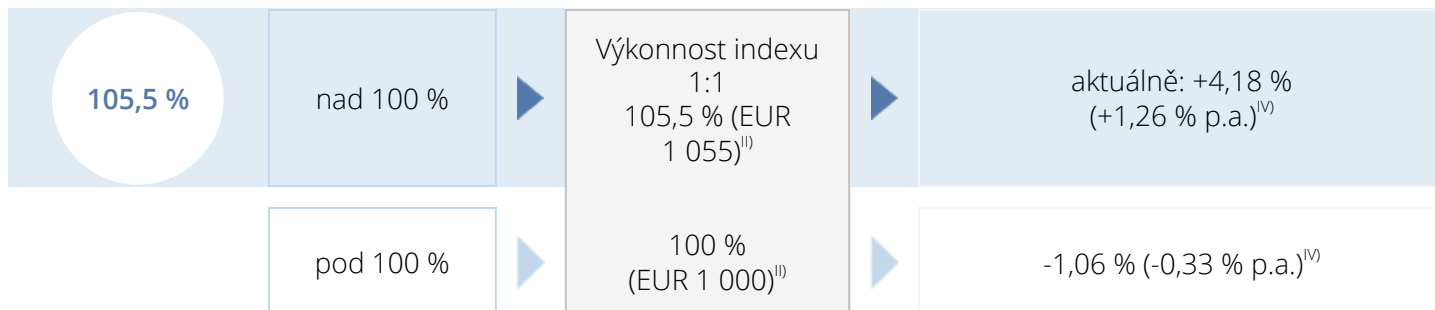 105,5 %
nad 100 %
Výkonnost indexu
1:1
105,5 % (EUR
1 055)II)
aktuálně: +4,18 %
(+1,26 % p.a.)IV)
pod 100 %
100 %
(EUR 1 000)II)
-1,06 % (-0,33 % p.a.)IV)